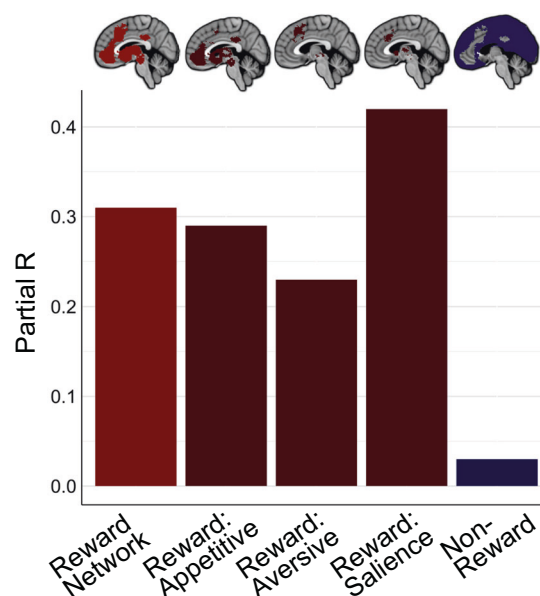 0.4
0.3
0.2
0.1
0.0
Partial R
Reward
Network
Reward:
Appetitive
Reward:
Aversive
Reward:
Salience
Non-
Reward